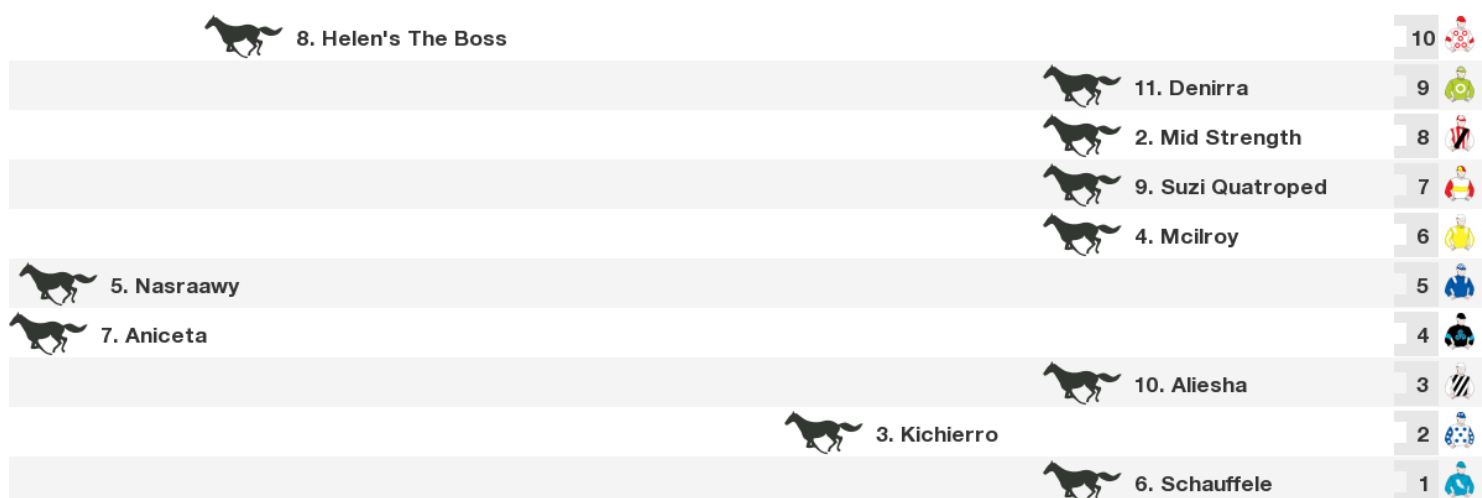 8. Helen's The Boss 10
11. Denirra 9
2. Mid Strength 8
9. Suzi Quatroped 7
4. Mcilroy 6
5. Nasraawy 5
7. Aniceta 4
10. Aliesha 3
3. Kichierro 2
6. Schauffele 1